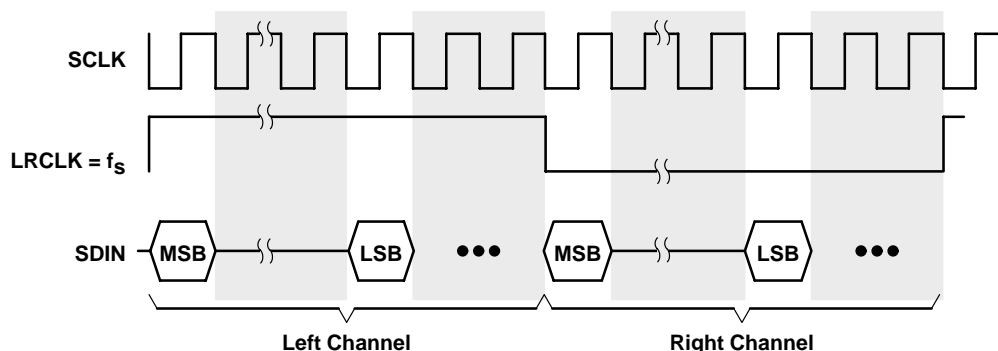 SCLK
LRCLK = fs
SDIN
MSB
LSB
•••
MSB
LSB
•••
Left Channel
Right Channel